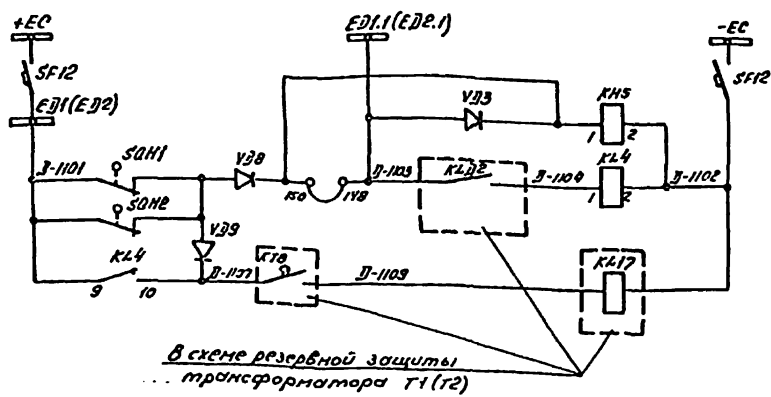 +EC
ED1.1(ED2.1)
-EC
SF12
SF12
ED1(ED2)
VD3
KH5
1 2
Д-1101
SQH1
VD8
150 148
Д-1103
KLD2
Д-1104
KL4
1 2
Д-1102
SQH2
VD9
KL4
9 10
Д-1107
KT8
Д-1109
KL17
В схеме резервной защиты
... трансформатора Т1(Т2)